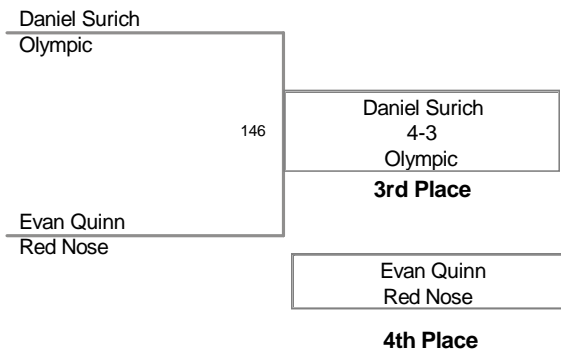 Daniel Surich
Olympic
146
Daniel Surich
4-3
Olympic
3rd Place
Evan Quinn
Red Nose
Evan Quinn
Red Nose
4th Place